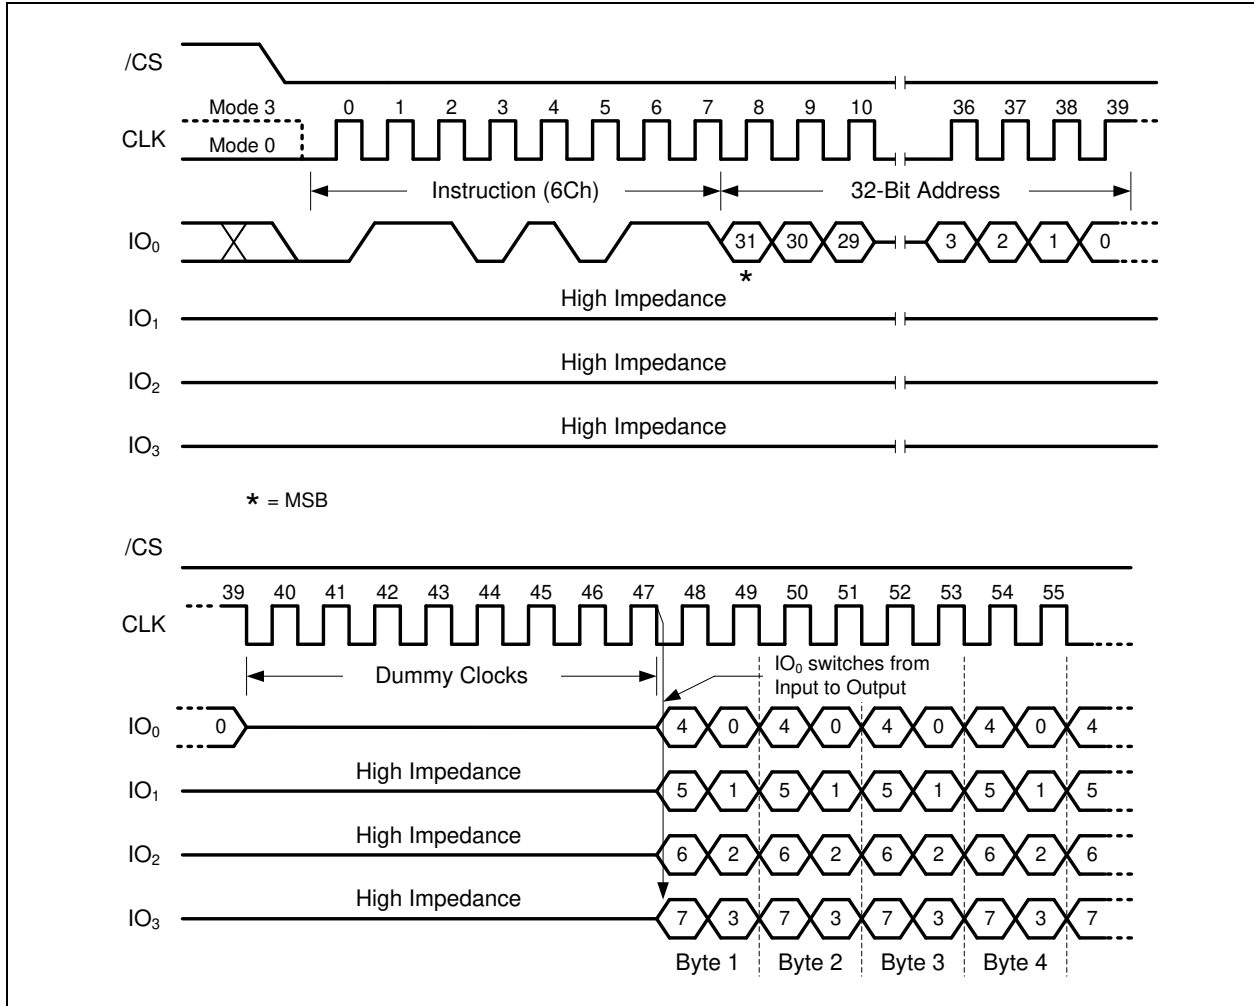 /CS
Mode 3 0 1 2 3 4 5 6 7 8 9 10 36 37 38 39
CLK
Mode 0
Instruction (6Ch) 32-Bit Address
IO0 31 30 29 3 2 1 0
*
High Impedance
IO1
High Impedance
IO2
High Impedance
IO3
* = MSB
/CS
39 40 41 42 43 44 45 46 47 48 49 50 51 52 53 54 55
CLK
Dummy Clocks
IO0 switches from
Input to Output
IO0 0 4 0 4 0 4 0 4 0 4
High Impedance
IO1 5 1 5 1 5 1 5 1 5
High Impedance
IO2 6 2 6 2 6 2 6 2 6
High Impedance
IO3 7 3 7 3 7 3 7 3 7
Byte 1 Byte 2 Byte 3 Byte 4